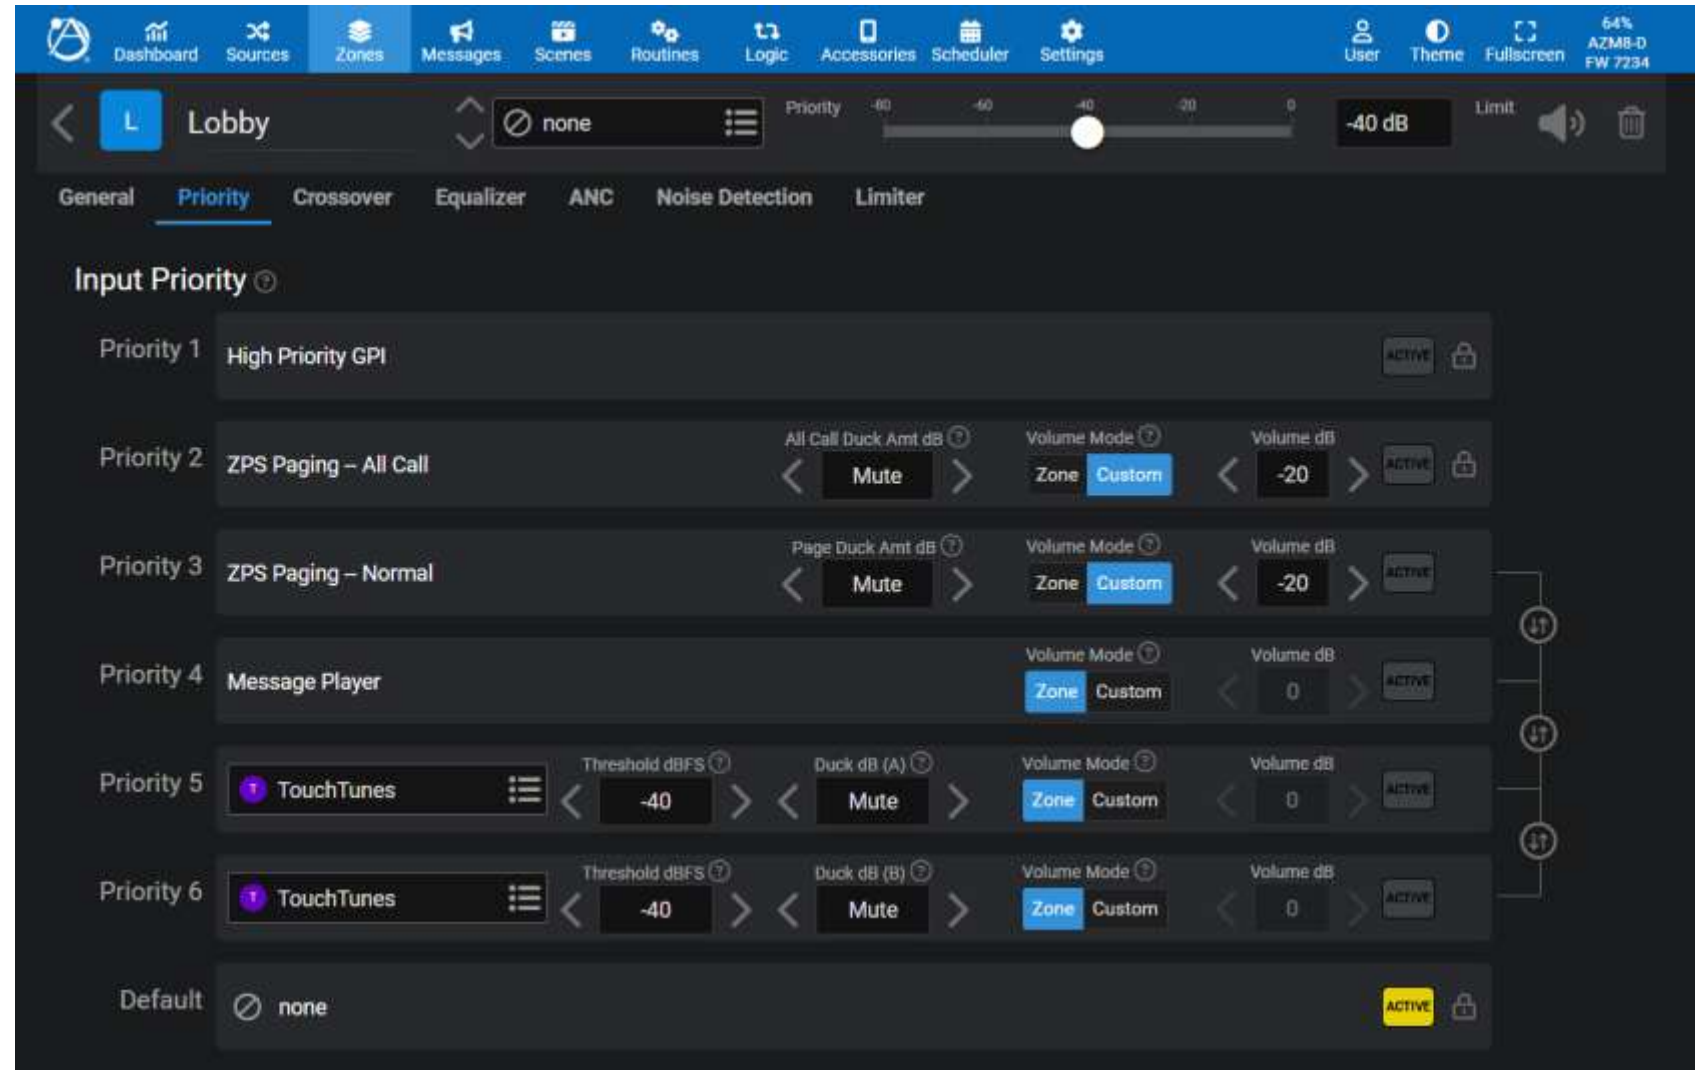 Dashboard Sources Zones Messages Scenes Routines Logic Accessories Scheduler Settings User Theme Fullscreen 64%
AZM8-D
FW 7234
L Lobby none Priority -80 -60 -40 -20 0 -40 dB Limit
General Priority Crossover Equalizer ANC Noise Detection Limiter
Input Priority ?
Priority 1 High Priority GPI ACTIVE
All Call Duck Amt dB ? Volume Mode ? Volume dB
Priority 2 ZPS Paging – All Call Mute Zone Custom -20 ACTIVE
Page Duck Amt dB ? Volume Mode ? Volume dB
Priority 3 ZPS Paging – Normal Mute Zone Custom -20 ACTIVE
Volume Mode ? Volume dB
Priority 4 Message Player Zone Custom 0 ACTIVE
Threshold dBFS ? Duck dB (A) ? Volume Mode ? Volume dB
Priority 5 T TouchTunes -40 Mute Zone Custom 0 ACTIVE
Threshold dBFS ? Duck dB (B) ? Volume Mode ? Volume dB
Priority 6 T TouchTunes -40 Mute Zone Custom 0 ACTIVE
Default none ACTIVE